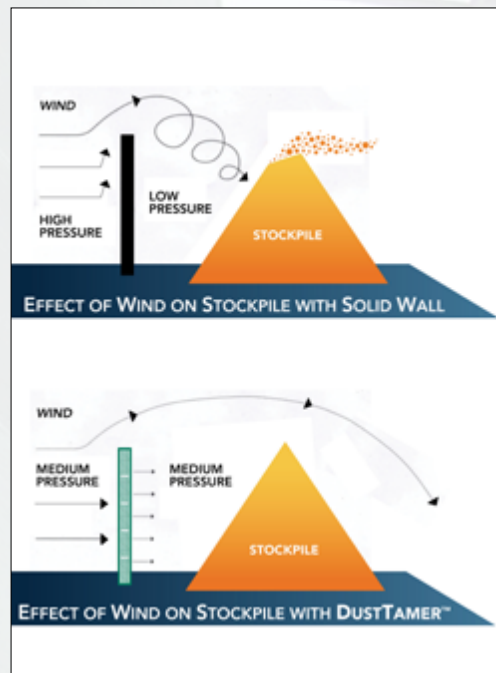 WIND
HIGH
PRESSURE
LOW
PRESSURE
STOCKPILE
EFFECT OF WIND ON STOCKPILE WITH SOLID WALL
WIND
MEDIUM
PRESSURE
MEDIUM
PRESSURE
STOCKPILE
EFFECT OF WIND ON STOCKPILE WITH DUSTTAMER™